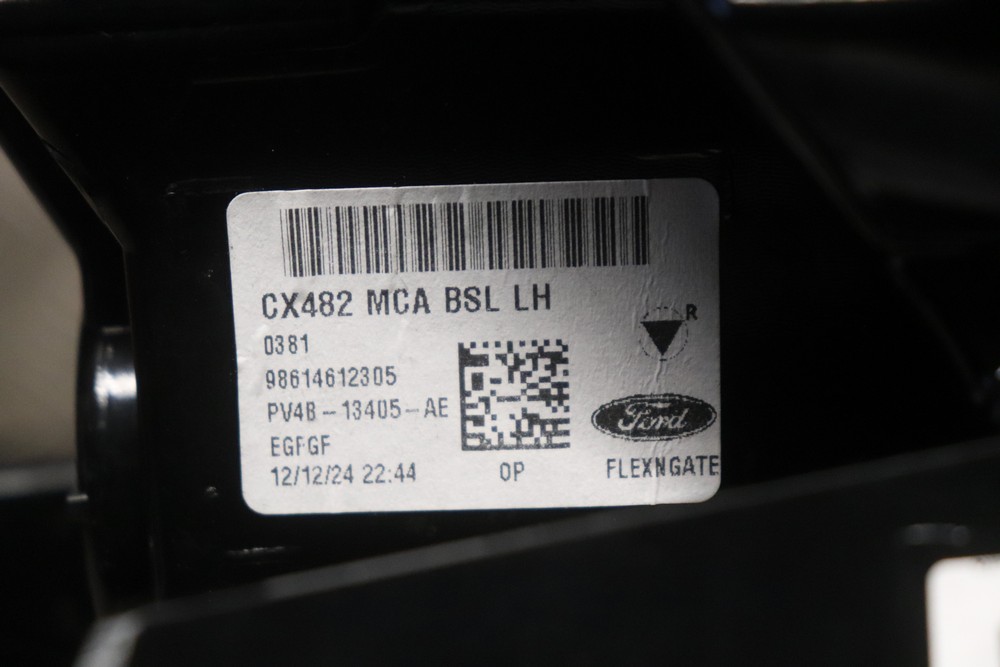 CX482 MCA BSL LH
0381
98614612305
PV4B-13405-AE
EGFGF
12/12/24 22:44
OP
R
Ford
FLEXNGATE